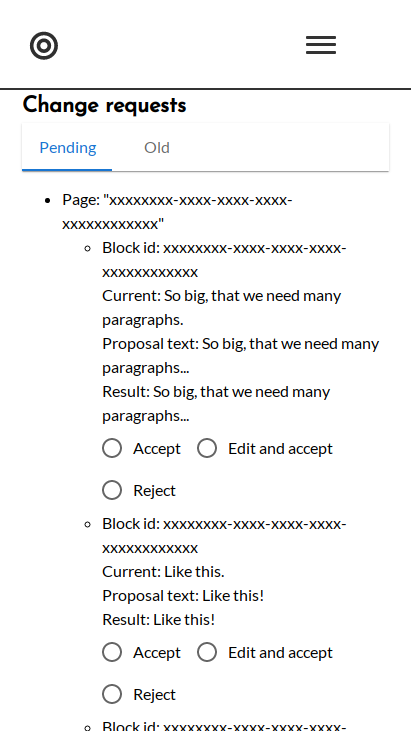 Change requests
Pending Old
Page: "xxxxxxxx-xxxx-xxxx-xxxx-
xxxxxxxxxxxx"
Block id: xxxxxxxx-xxxx-xxxx-xxxx-
xxxxxxxxxxxx
Current: So big, that we need many
paragraphs.
Proposal text: So big, that we need many
paragraphs...
Result: So big, that we need many
paragraphs...
Accept Edit and accept
Reject
Block id: xxxxxxxx-xxxx-xxxx-xxxx-
xxxxxxxxxxxx
Current: Like this.
Proposal text: Like this!
Result: Like this!
Accept Edit and accept
Reject
Block id: xxxxxxxx-xxxx-xxxx-xxxx-